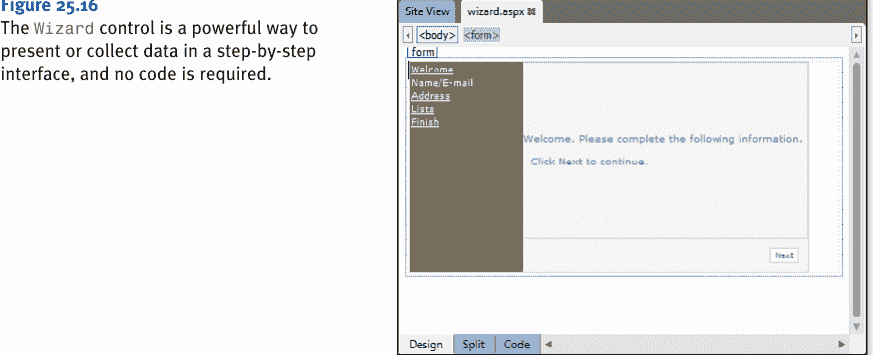 Figure 25.16
The Wizard control is a powerful way to
present or collect data in a step-by-step
interface, and no code is required.
Site View
wizard.aspx
<body> <form>
form
Welcome
Name/E-mail
Address
Lists
Finish
Welcome. Please complete the following information.
Click Next to continue.
Next
Design Split Code